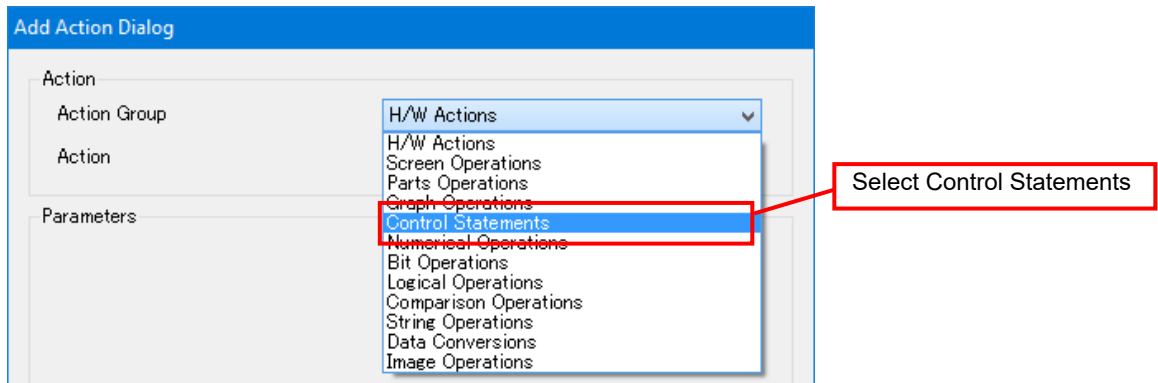 Add Action Dialog
Action
Action Group
H/W Actions
Action
H/W Actions
Screen Operations
Parts Operations
Graph Operations
Control Statements
Numerical Operations
Bit Operations
Logical Operations
Comparison Operations
String Operations
Data Conversions
Image Operations
Parameters
Select Control Statements